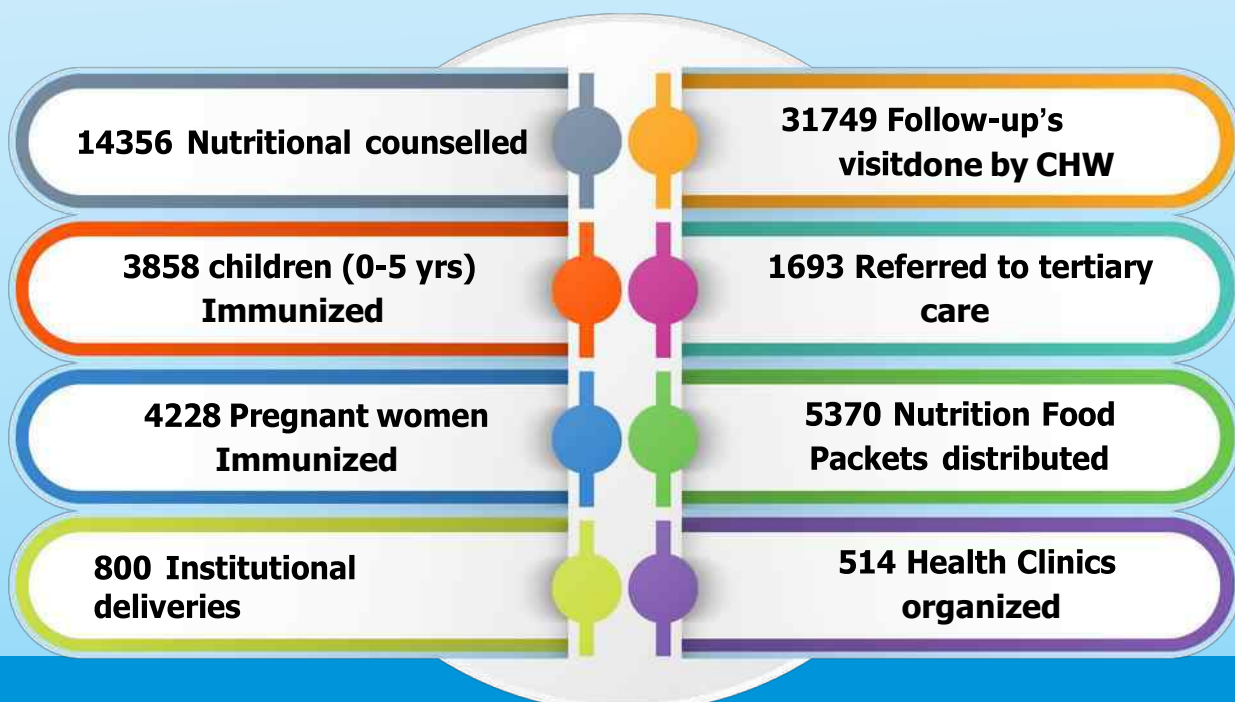 14356 Nutritional counselled
3858 children (0-5 yrs)
Immunized
4228 Pregnant women
Immunized
800 Institutional
deliveries
31749 Follow-up’s
visitdone by CHW
1693 Referred to tertiary
care
5370 Nutrition Food
Packets distributed
514 Health Clinics
organized